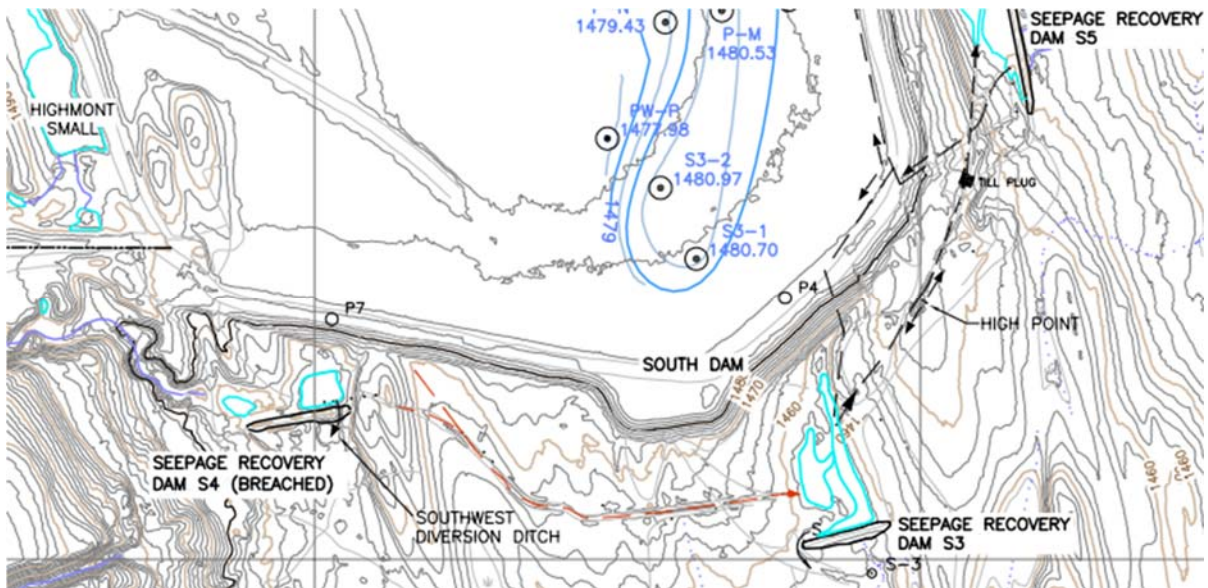 1479.43
P-M
1480.53
SEEPAGE RECOVERY
DAM S5
HIGHMONT
SMALL
PW-P
1477.98
S3-2
1480.97
TILL PLUG
1479
S3-1
1480.70
P7
P4
HIGH POINT
SOUTH DAM
1470
1460
1460
1460
SEEPAGE RECOVERY
DAM S4 (BREACHED)
SOUTHWEST
DIVERSION DITCH
SEEPAGE RECOVERY
DAM S3
S-3